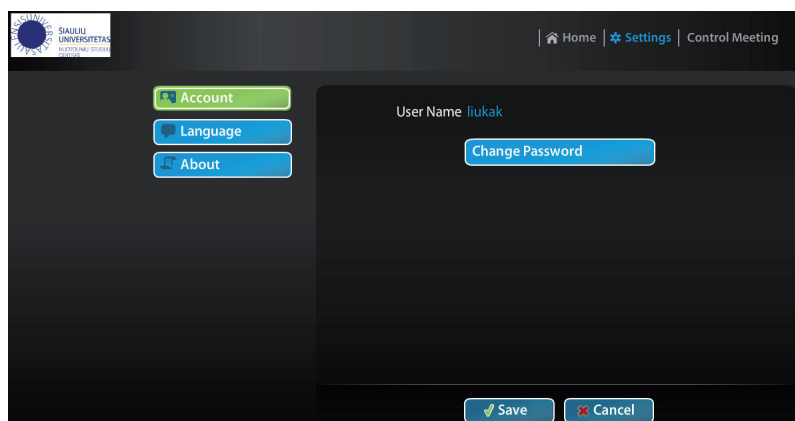 ŠIAULIŲ
UNIVERSITETAS
NUOTOLINIŲ STUDIJŲ
CENTRAS
Home Settings Control Meeting
Account
Language
About
User Name liukak
Change Password
Save Cancel